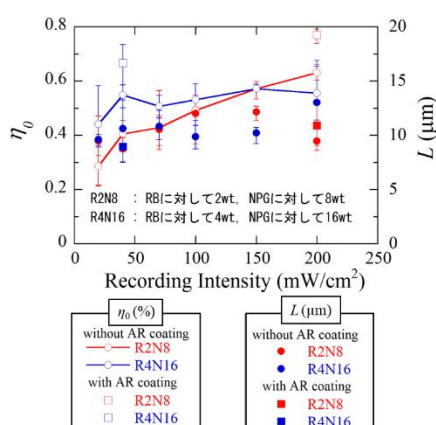 0.8
0.6
0.4
0.2
0
η0
20
15
10
5
0
L (μm)
R2N8 : RBに対して2wt, NPGに対して8wt
R4N16 : RBに対して4wt, NPGに対して16wt
0 50 100 150 200 250
Recording Intensity (mW/cm²)
η0 (%)
without AR coating
R2N8
R4N16
with AR coating
R2N8
R4N16
L (μm)
without AR coating
R2N8
R4N16
with AR coating
R2N8
R4N16